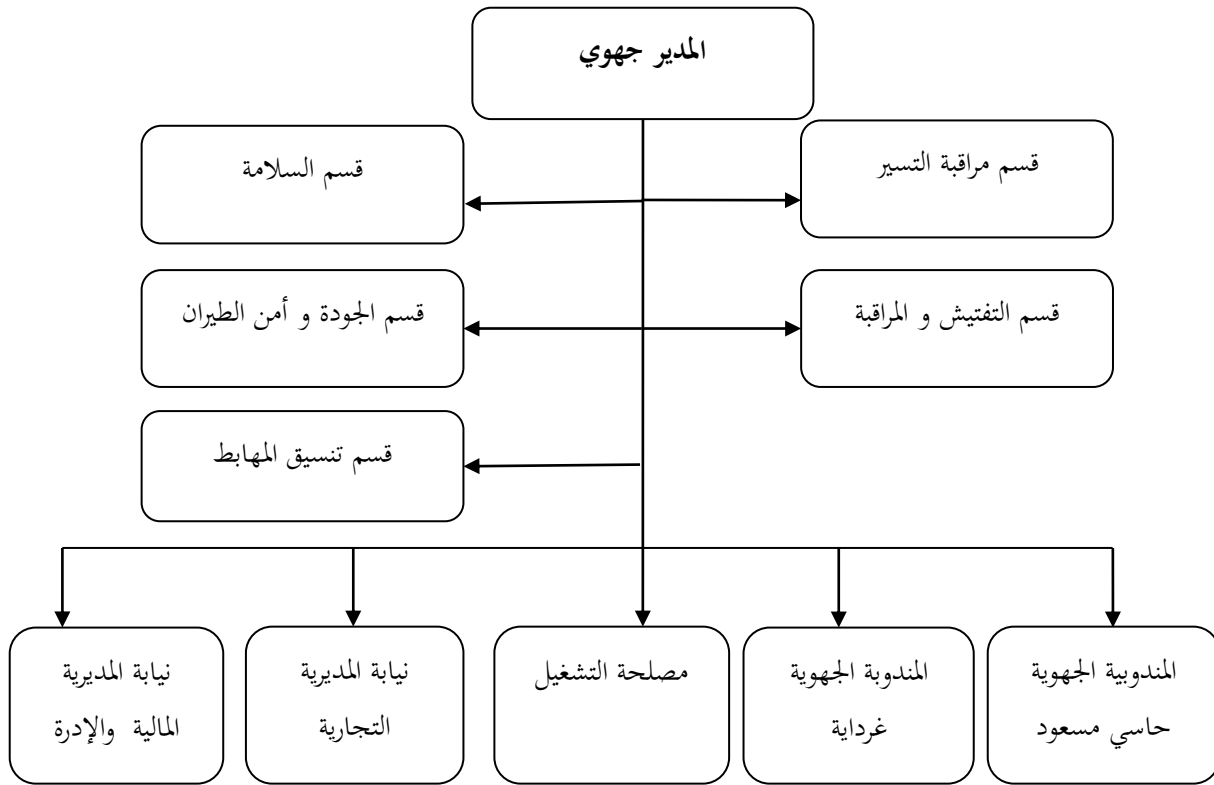 المدير جهوي
قسم مراقبة التسير
قسم السلامة
قسم التفتيش و المراقبة
قسم الجودة و أمن الطيران
قسم تنسيق المهابط
المندوبية الجهوية
حاسي مسعود
المندوبة الجهوية
غرداية
مصلحة التشغيل
نيابة المديرية
التجارية
نيابة المديرية
المالية والإدرة